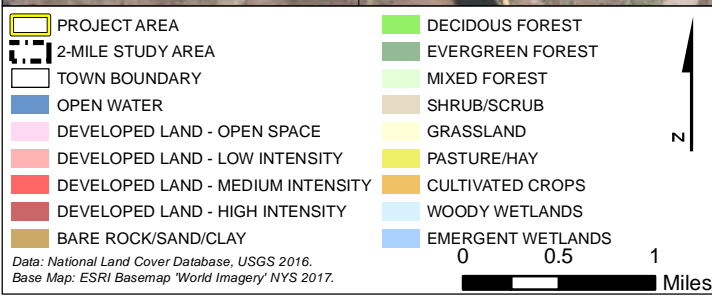 PROJECT AREA
2-MILE STUDY AREA
TOWN BOUNDARY
OPEN WATER
DEVELOPED LAND - OPEN SPACE
DEVELOPED LAND - LOW INTENSITY
DEVELOPED LAND - MEDIUM INTENSITY
DEVELOPED LAND - HIGH INTENSITY
BARE ROCK/SAND/CLAY
DECIDOUS FOREST
EVERGREEN FOREST
MIXED FOREST
SHRUB/SCRUB
GRASSLAND
PASTURE/HAY
CULTIVATED CROPS
WOODY WETLANDS
EMERGENT WETLANDS
N
Data: National Land Cover Database, USGS 2016.
Base Map: ESRI Basemap 'World Imagery' NYS 2017.
0 0.5 1
Miles